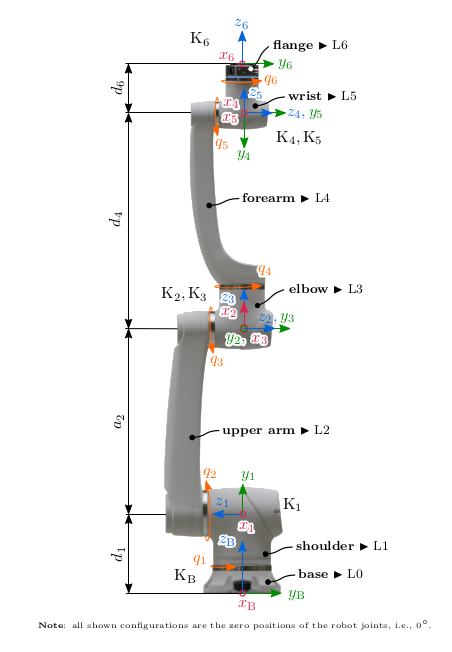 z6
K6
flange ► L6
x6
y6
d6
q6
z5
wrist ► L5
x4
x5
z4, y5
K4, K5
q5
y4
forearm ► L4
d4
q4
K2, K3
z3
elbow ► L3
x2
z2, y3
y2, x3
q3
a2
upper arm ► L2
q2
y1
z1
K1
x1
d1
zB
shoulder ► L1
q1
KB
base ► L0
yB
xB
Note: all shown configurations are the zero positions of the robot joints, i.e., 0°.